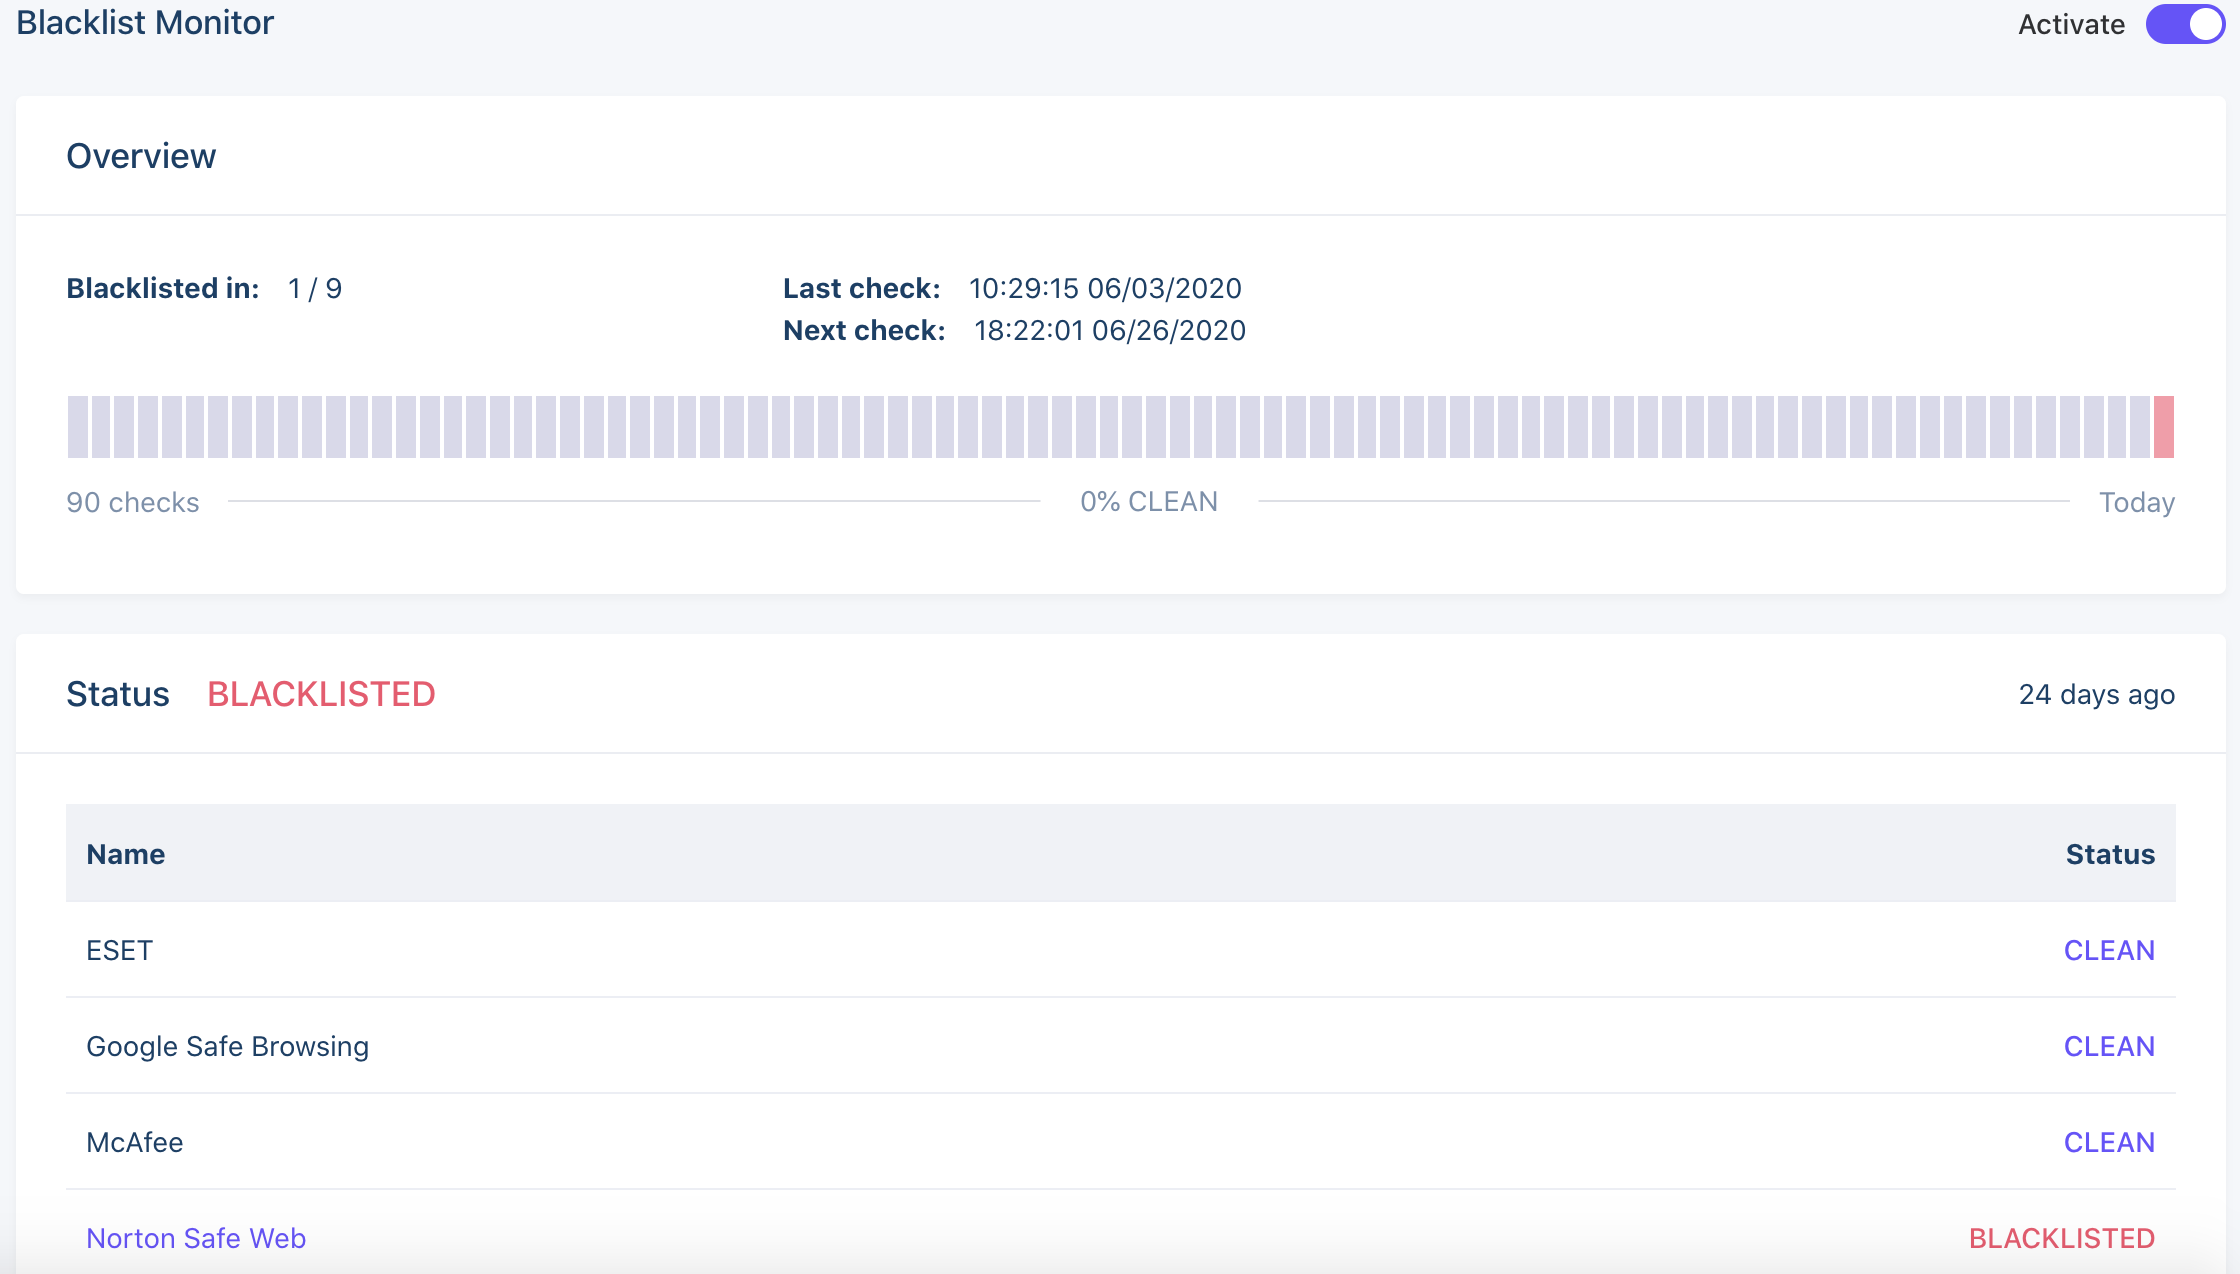 Blacklist Monitor Activate
Overview
Blacklisted in: 1 / 9 Last check: 10:29:15 06/03/2020
Next check: 18:22:01 06/26/2020
90 checks 0% CLEAN Today
Status BLACKLISTED 24 days ago
Name Status
ESET CLEAN
Google Safe Browsing CLEAN
McAfee CLEAN
Norton Safe Web BLACKLISTED